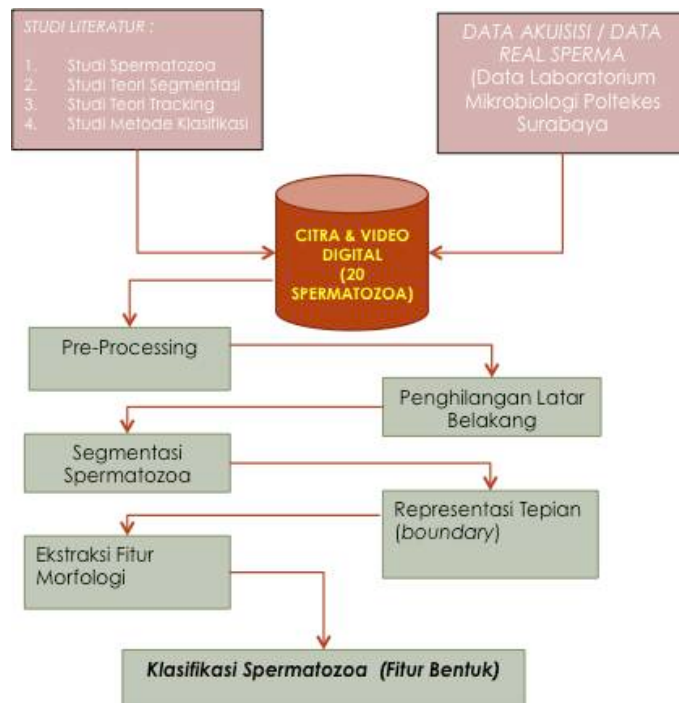 STUDI LITERATUR :
1. Studi Spermatozoa
2. Studi Teori Segmentasi
3. Studi Teori Tracking
4. Studi Metode Klasifikasi
DATA AKUISISI / DATA
REAL SPERMA
(Data Laboratorium
Mikrobiologi Poltekes
Surabaya
CITRA & VIDEO
DIGITAL
(20
SPERMATOZOA)
Pre-Processing
Penghilangan Latar
Belakang
Segmentasi
Spermatozoa
Representasi Tepian
(boundary)
Ekstraksi Fitur
Morfologi
Klasifikasi Spermatozoa (Fitur Bentuk)